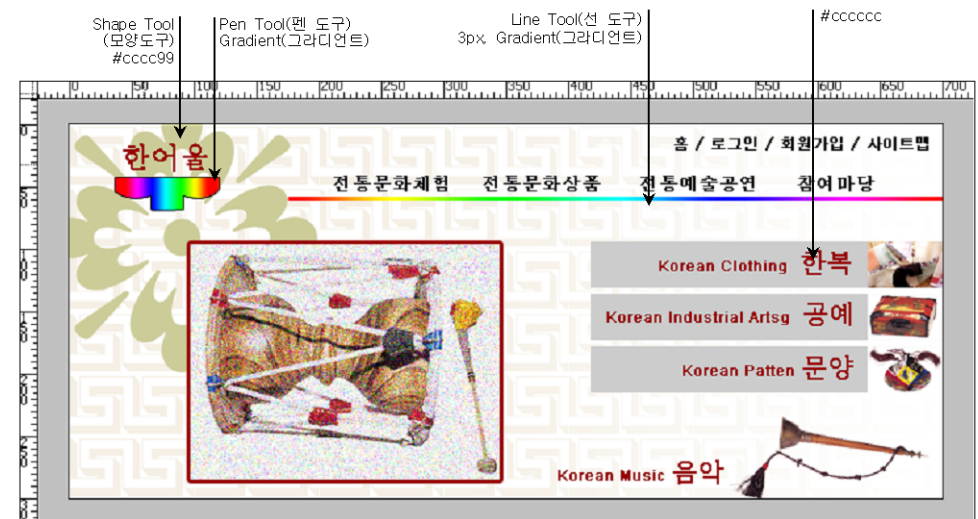 Shape Tool
(모양도구)
#cccc99
Pen Tool(펜 도구)
Gradient(그라디언트)
Line Tool(선 도구)
3px, Gradient(그라디언트)
#cccccc
0 50 100 150 200 250 300 350 400 450 500 550 600 650 700
한어울
홈 / 로그인 / 회원가입 / 사이트맵
전통문화체험 전통문화상품 전통예술공연 참여마당
Korean Clothing 한복
Korean Industrial Artsg 공예
Korean Patten 문양
Korean Music 음악